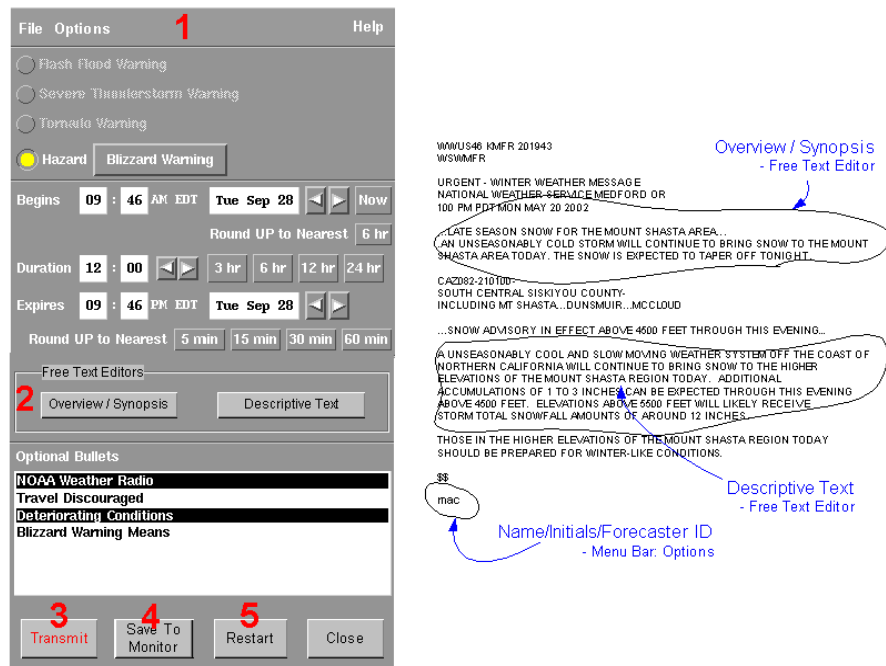 1
File Options Help
Flash Flood Warning
Severe Thunderstorm Warning
Tornado Warning
Hazard Blizzard Warning
Begins 09 : 46 AM EDT Tue Sep 28 Now
Round UP to Nearest 6 hr
Duration 12 : 00 3 hr 6 hr 12 hr 24 hr
Expires 09 : 46 PM EDT Tue Sep 28
Round UP to Nearest 5 min 15 min 30 min 60 min
Free Text Editors
2
Overview / Synopsis Descriptive Text
Optional Bullets
NOAA Weather Radio
Travel Discouraged
Deteriorating Conditions
Blizzard Warning Means
3 4 5
Transmit Save To Monitor Restart Close
WWUS46 KMFR 201943
WSWMFR
Overview / Synopsis
- Free Text Editor
URGENT - WINTER WEATHER MESSAGE
NATIONAL WEATHER SERVICE MEDFORD OR
100 PM PDT MON MAY 20 2002
...LATE SEASON SNOW FOR THE MOUNT SHASTA AREA...
AN UNSEASONABLY COLD STORM WILL CONTINUE TO BRING SNOW TO THE MOUNT
SHASTA AREA TODAY. THE SNOW IS EXPECTED TO TAPER OFF TONIGHT.
CAZ082-210100-
SOUTH CENTRAL SISKIYOU COUNTY-
INCLUDING MT SHASTA...DUNSMUIR...MCCLOUD
...SNOW ADVISORY IN EFFECT ABOVE 4500 FEET THROUGH THIS EVENING...
A UNSEASONABLY COOL AND SLOW MOVING WEATHER SYSTEM OFF THE COAST OF
NORTHERN CALIFORNIA WILL CONTINUE TO BRING SNOW TO THE HIGHER
ELEVATIONS OF THE MOUNT SHASTA REGION TODAY. ADDITIONAL
ACCUMULATIONS OF 1 TO 3 INCHES CAN BE EXPECTED THROUGH THIS EVENING
ABOVE 4500 FEET. ELEVATIONS ABOVE 5500 FEET WILL LIKELY RECEIVE
STORM TOTAL SNOWFALL AMOUNTS OF AROUND 12 INCHES.
THOSE IN THE HIGHER ELEVATIONS OF THE MOUNT SHASTA REGION TODAY
SHOULD BE PREPARED FOR WINTER-LIKE CONDITIONS.
$$
mac
Descriptive Text
- Free Text Editor
Name/Initials/Forecaster ID
- Menu Bar: Options